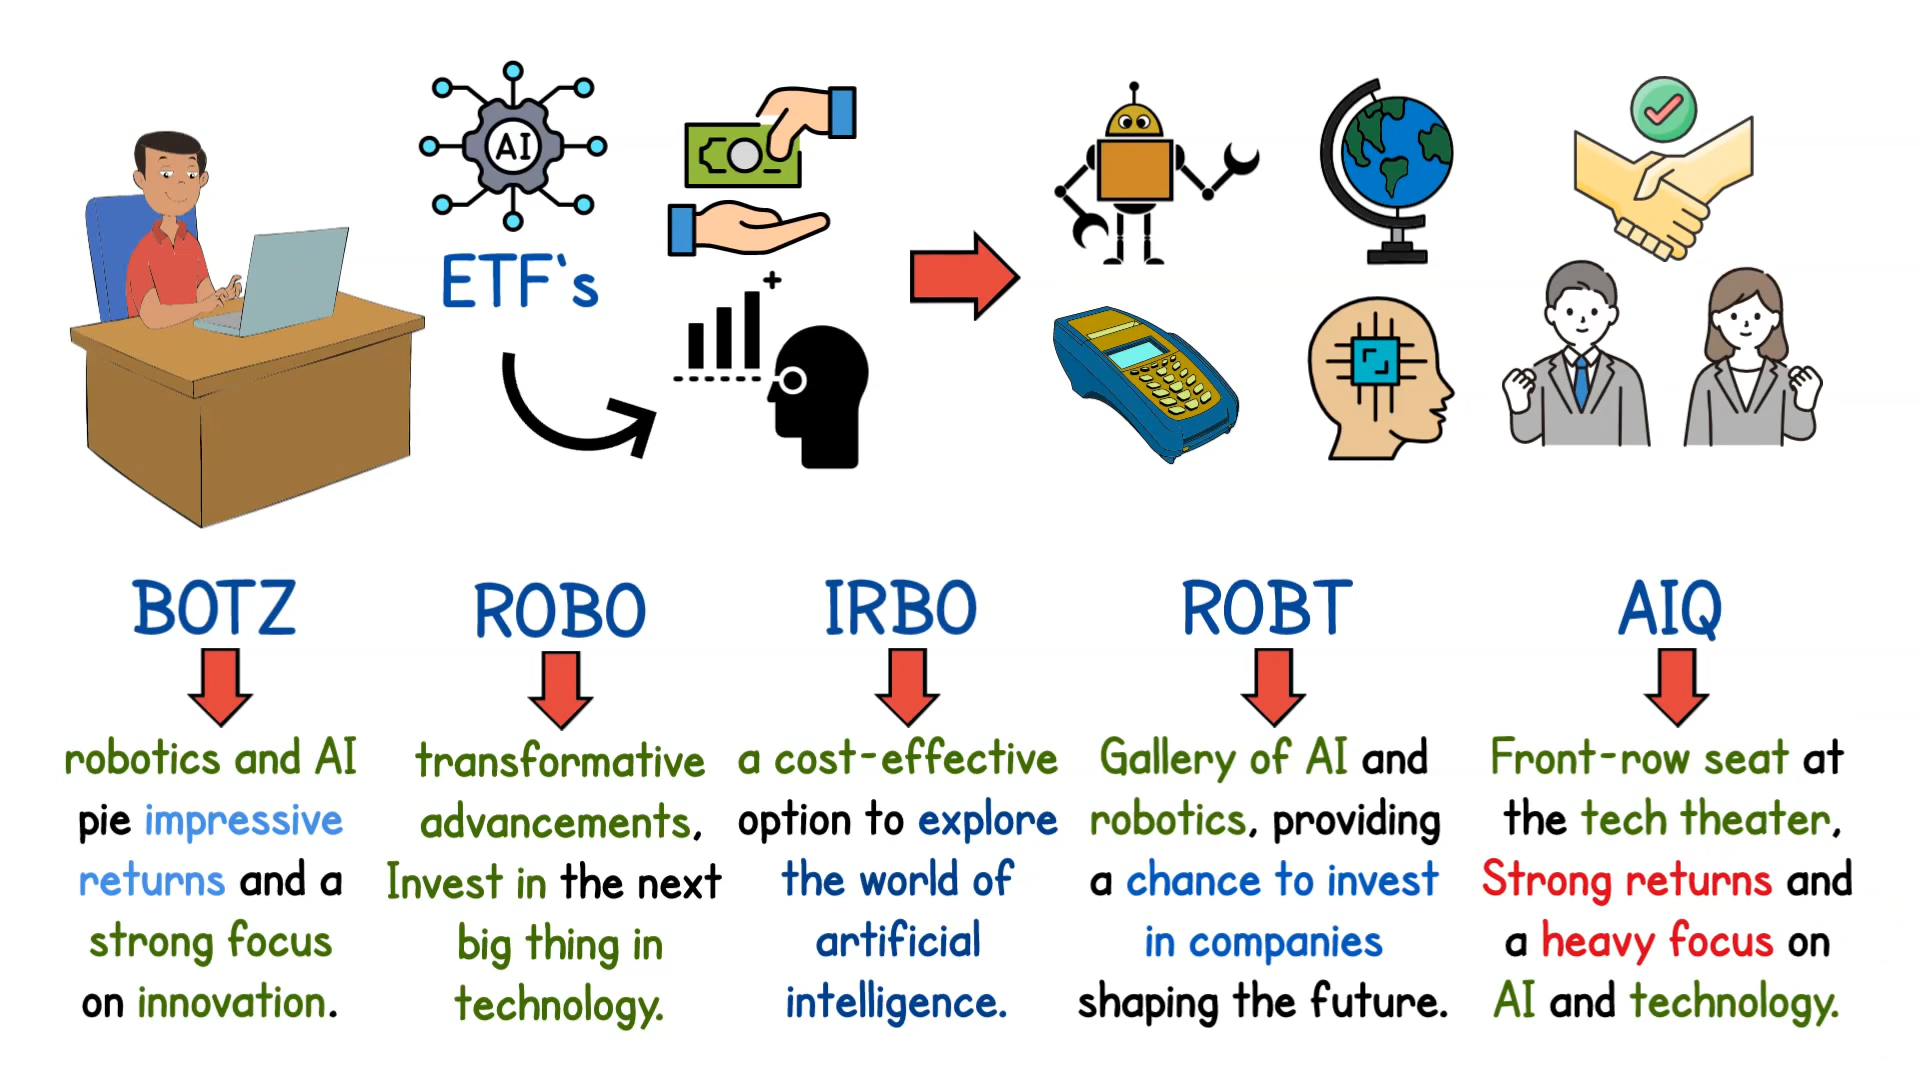 AI
ETF's
BOTZ
robotics and AI
pie impressive
returns and a
strong focus
on innovation.
ROBO
transformative
advancements,
Invest in the next
big thing in
technology.
IRBO
a cost-effective
option to explore
the world of
artificial
intelligence.
ROBT
Gallery of AI and
robotics, providing
a chance to invest
in companies
shaping the future.
AIQ
Front-row seat at
the tech theater,
Strong returns and
a heavy focus on
AI and technology.